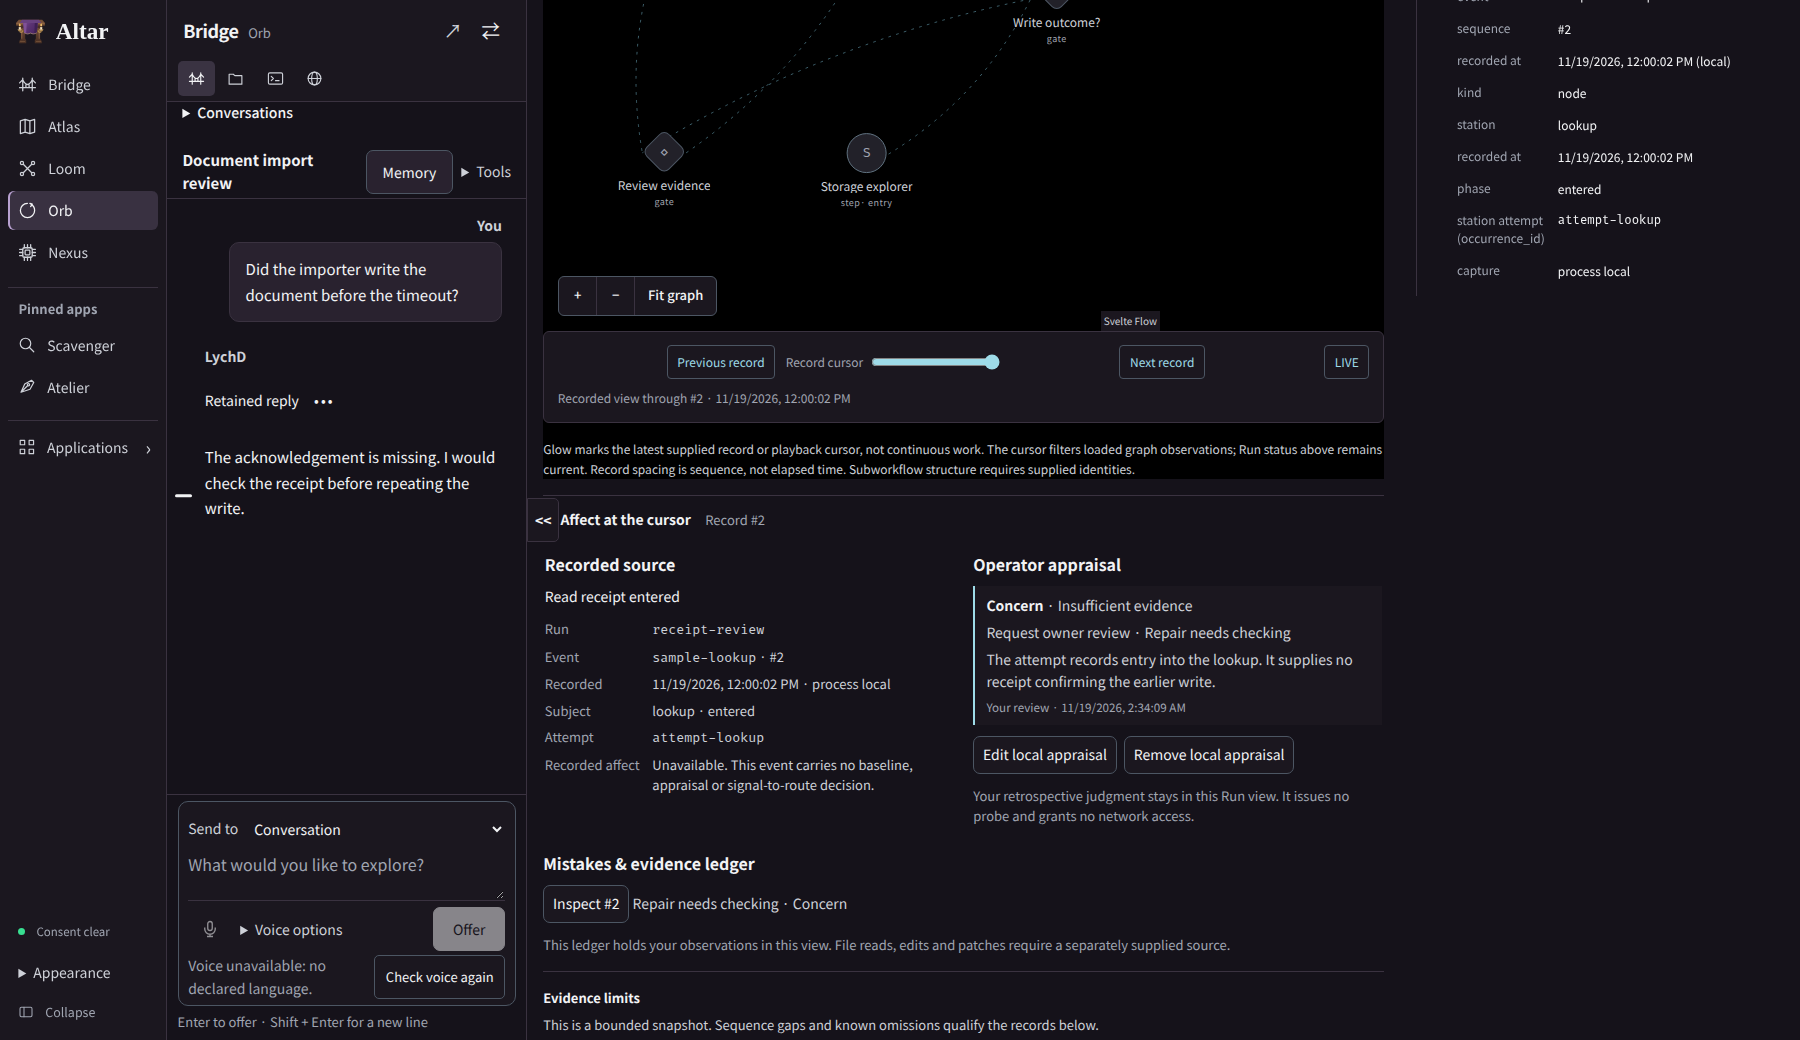 Altar
Bridge
Atlas
Loom
Orb
Nexus
Pinned apps
Scavenger
Atelier
Applications
Consent clear
Appearance
Collapse
Bridge Orb
Conversations
Document import
review
Memory
Tools
You
Did the importer write the
document before the timeout?
LychD
Retained reply
The acknowledgement is missing. I would
check the receipt before repeating the
write.
Send to Conversation
What would you like to explore?
Voice options
Offer
Voice unavailable: no
declared language.
Check voice again
Enter to offer · Shift + Enter for a new line
Write outcome?
gate
Review evidence
gate
S
Storage explorer
step · entry
+ − Fit graph
Svelte Flow
Previous record Record cursor Next record LIVE
Recorded view through #2 · 11/19/2026, 12:00:02 PM
Glow marks the latest supplied record or playback cursor, not continuous work. The cursor filters loaded graph observations; Run status above remains
current. Record spacing is sequence, not elapsed time. Subworkflow structure requires supplied identities.
<< Affect at the cursor Record #2
Recorded source
Read receipt entered
Run receipt-review
Event sample-lookup · #2
Recorded 11/19/2026, 12:00:02 PM · process local
Subject lookup · entered
Attempt attempt-lookup
Recorded affect Unavailable. This event carries no baseline,
appraisal or signal-to-route decision.
Operator appraisal
Concern · Insufficient evidence
Request owner review · Repair needs checking
The attempt records entry into the lookup. It supplies no
receipt confirming the earlier write.
Your review · 11/19/2026, 2:34:09 AM
Edit local appraisal Remove local appraisal
Your retrospective judgment stays in this Run view. It issues no
probe and grants no network access.
Mistakes & evidence ledger
Inspect #2 Repair needs checking · Concern
This ledger holds your observations in this view. File reads, edits and patches require a separately supplied source.
Evidence limits
This is a bounded snapshot. Sequence gaps and known omissions qualify the records below.
sequence #2
recorded at 11/19/2026, 12:00:02 PM (local)
kind node
station lookup
recorded at 11/19/2026, 12:00:02 PM
phase entered
station attempt attempt-lookup
(occurrence_id)
capture process local